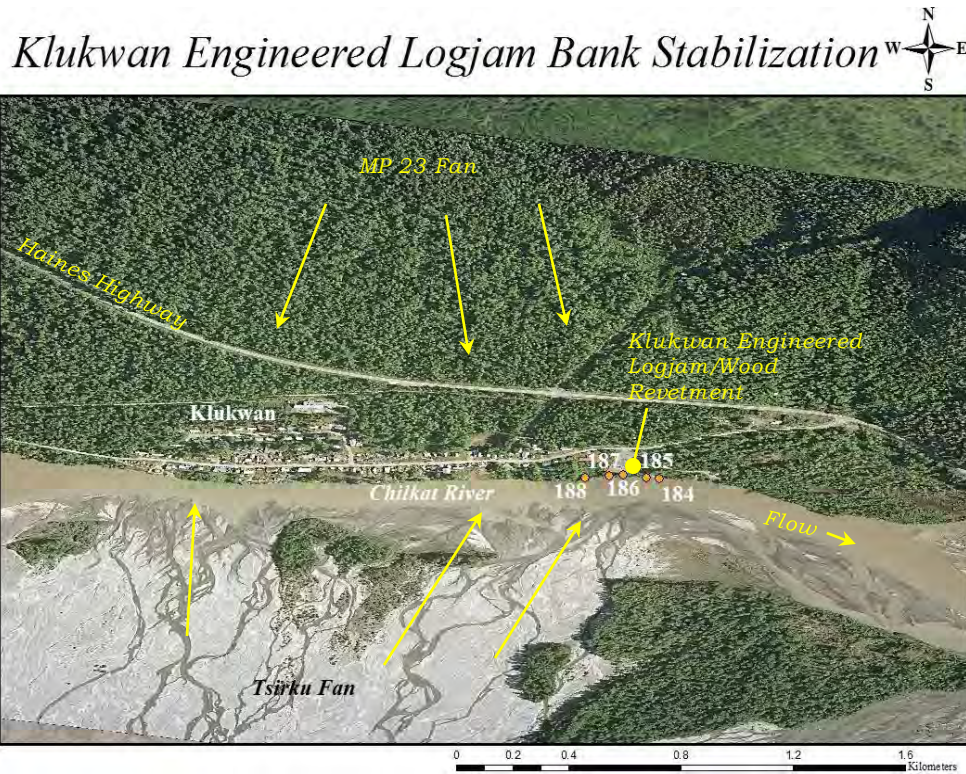 Klukwan Engineered Logjam Bank Stabilization
N
W E
S
MP 23 Fan
Haines Highway
Klukwan Engineered
Logjam/Wood
Revetment
Klukwan
187 185
188 186 184
Chilkat River
Flow
Tsirku Fan
0 0.2 0.4 0.8 1.2 1.6
Kilometers